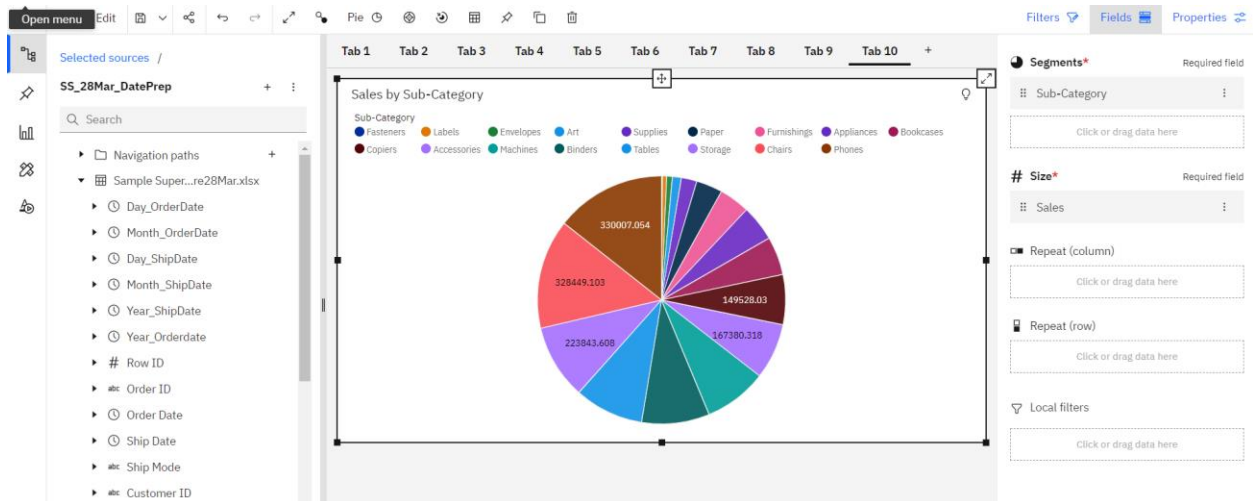 Open menu
Edit
Pie
Filters
Fields
Properties
Selected sources /
SS_28Mar_DatePrep
Search
Navigation paths
Sample Super...re28Mar.xlsx
Day_OrderDate
Month_OrderDate
Day_ShipDate
Month_ShipDate
Year_ShipDate
Year_Orderdate
# Row ID
abc Order ID
Order Date
Ship Date
abc Ship Mode
abc Customer ID
Tab 1 Tab 2 Tab 3 Tab 4 Tab 5 Tab 6 Tab 7 Tab 8 Tab 9 Tab 10 +
Sales by Sub-Category
Sub-Category
Fasteners Labels Envelopes Art Supplies Paper Furnishings Appliances Bookcases
Copiers Accessories Machines Binders Tables Storage Chairs Phones
330007.054
328449.103
149528.03
167380.318
223843.608
Segments* Required field
Sub-Category
Click or drag data here
# Size* Required field
Sales
Repeat (column)
Click or drag data here
Repeat (row)
Click or drag data here
Local filters
Click or drag data here